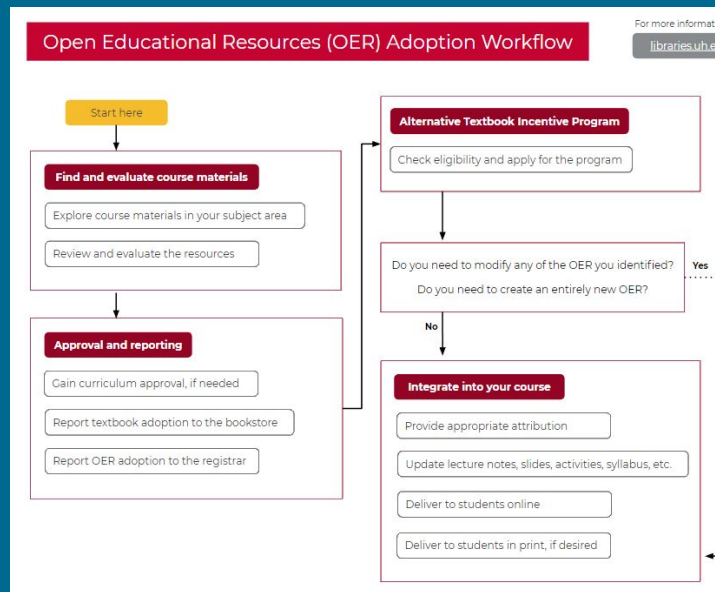 Open Educational Resources (OER) Adoption Workflow
For more
libraries.uh.e
Start here
Find and evaluate course materials
Explore course materials in your subject area
Review and evaluate the resources
Approval and reporting
Gain curriculum approval, if needed
Report textbook adoption to the bookstore
Report OER adoption to the registrar
Alternative Textbook Incentive Program
Check eligibility and apply for the program
Do you need to modify any of the OER you identified?
Do you need to create an entirely new OER?
Yes
No
Integrate into your course
Provide appropriate attribution
Update lecture notes, slides, activities, syllabus, etc.
Deliver to students online
Deliver to students in print, if desired